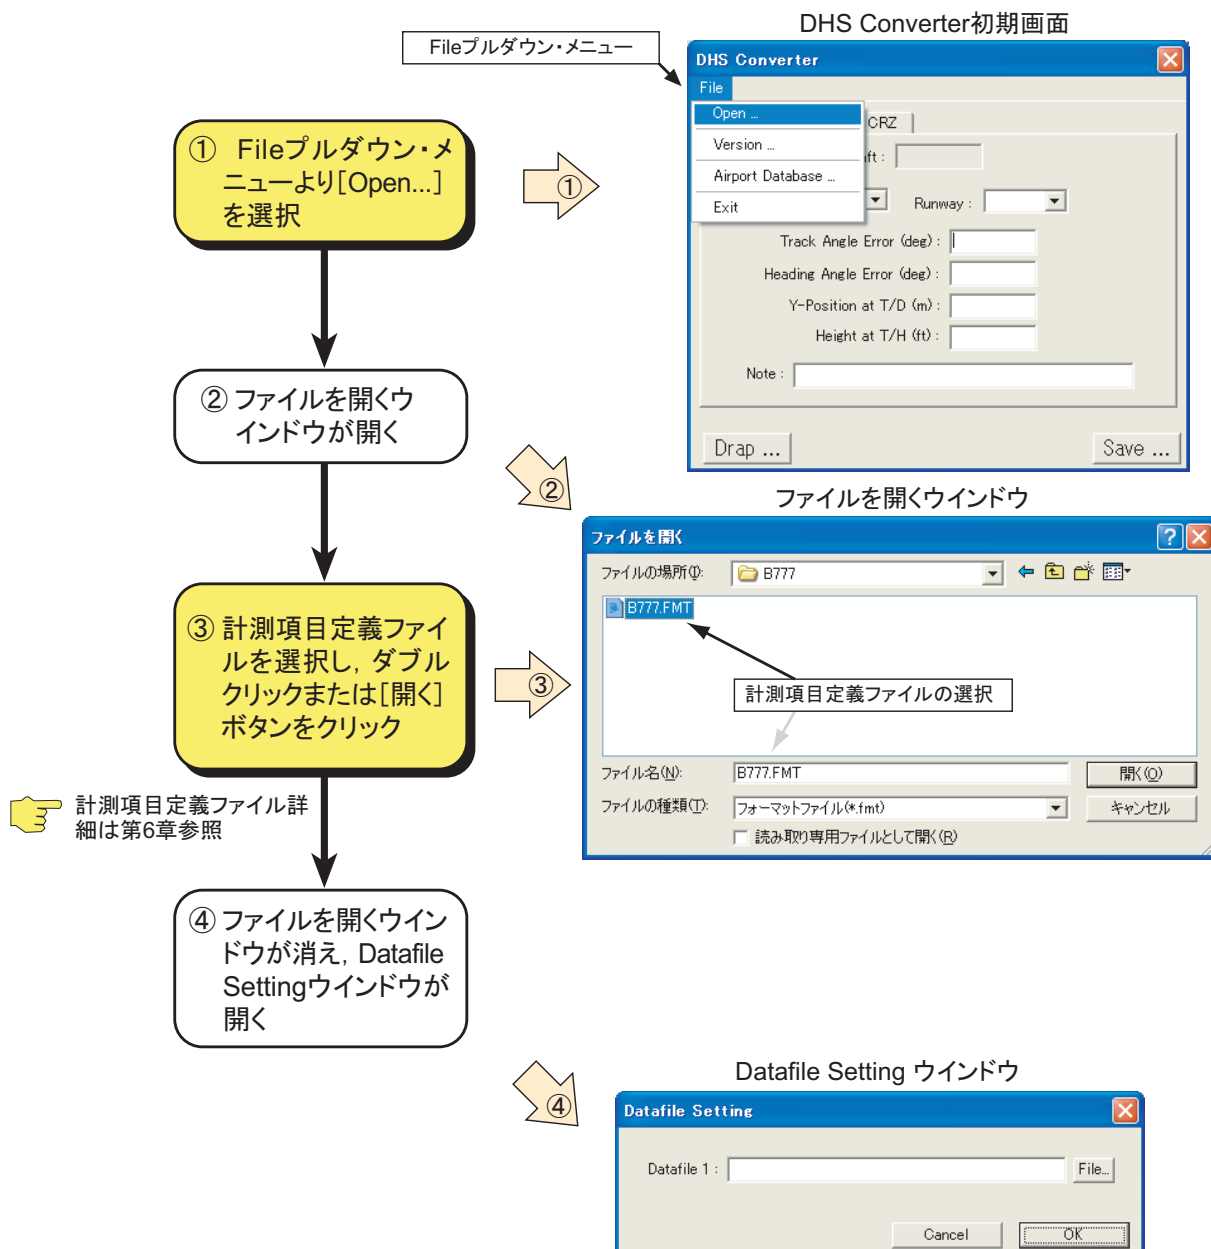 DHS Converter初期画面
Fileプルダウン・メニュー
DHS Converter
File
Open ...
Version ...
Airport Database ...
Exit
CRZ
ft :
Runway :
Track Angle Error (deg) :
Heading Angle Error (deg) :
Y-Position at T/D (m) :
Height at T/H (ft) :
Note :
Drap ...
Save ...
① Fileプルダウン・メ
ニューより[Open...]
を選択
①
② ファイルを開くウ
インドウが開く
②
ファイルを開くウインドウ
ファイルを開く
ファイルの場所(I):
B777
B777.FMT
計測項目定義ファイルの選択
ファイル名(N):
B777.FMT
開く(O)
ファイルの種類(T):
フォーマットファイル(*.fmt)
キャンセル
読み取り専用ファイルとして開く(R)
③ 計測項目定義ファイ
ルを選択し, ダブル
クリックまたは[開く]
ボタンをクリック
③
計測項目定義ファイル詳
細は第6章参照
④ ファイルを開くウイン
ドウが消え, Datafile
Settingウインドウが
開く
④
Datafile Setting ウインドウ
Datafile Setting
Datafile 1 :
File...
Cancel
OK